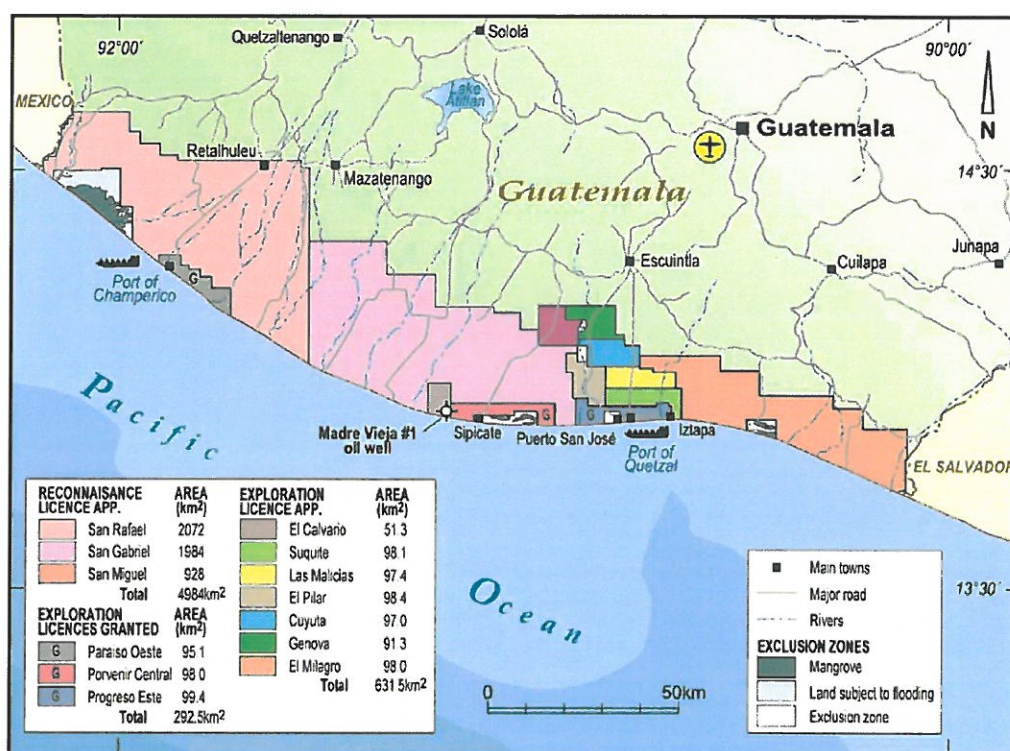 92°00′
90°00′
Quetzaltenango
Sololá
MEXICO
Lake
Atitlan
Guatemala
N
Retalhuleu
Mazatenango
14°30′
Guatemala
Escuintla
Junapa
Cuilapa
Port of
Champerico
G
Pacific
Madre Vieja #1
oil well
Sipicate
G
Puerto San José
G
Iztapa
Port of
Quetzal
EL SALVADOR
Ocean
13°30′
RECONNAISANCE AREA
LICENCE APP. (km²)
San Rafael 2072
San Gabriel 1984
San Miguel 928
Total 4984km²
EXPLORATION AREA
LICENCES GRANTED (km²)
G Paraiso Oeste 95.1
G Porvenir Central 98.0
G Progreso Este 99.4
Total 292.5km²
EXPLORATION AREA
LICENCE APP. (km²)
El Calvario 51.3
Suquite 98.1
Las Malicias 97.4
El Pilar 98.4
Cuyuta 97.0
Genova 91.3
El Milagro 98.0
Total 631.5km²
0 50km
Main towns
Major road
Rivers
EXCLUSION ZONES
Mangrove
Land subject to flooding
Exclusion zone